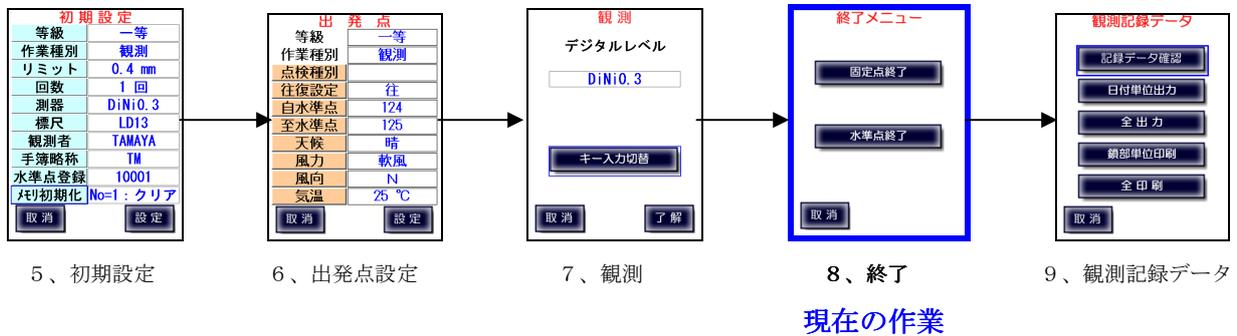 初期設定
等級 一等
作業種別 観測
リミット 0.4 mm
回数 1 回
測器 DiNi0.3
標尺 LD13
観測者 TAMAYA
手簿略称 TM
水準点登録 10001
ﾒﾓﾘ初期化 No=1：クリア
取消 設定
5、初期設定
出発点
等級 一等
作業種別 観測
点検種別
往復設定 往
自水準点 124
至水準点 125
天候 晴
風力 軟風
風向 N
気温 25 ℃
取消 設定
6、出発点設定
観測
デジタルレベル
DiNi0.3
キー入力切替
取消 了解
7、観測
終了メニュー
固定点終了
水準点終了
取消
8、終了
現在の作業
観測記録データ
記録データ確認
日付単位出力
全出力
鎖部単位印刷
全印刷
取消
9、観測記録データ